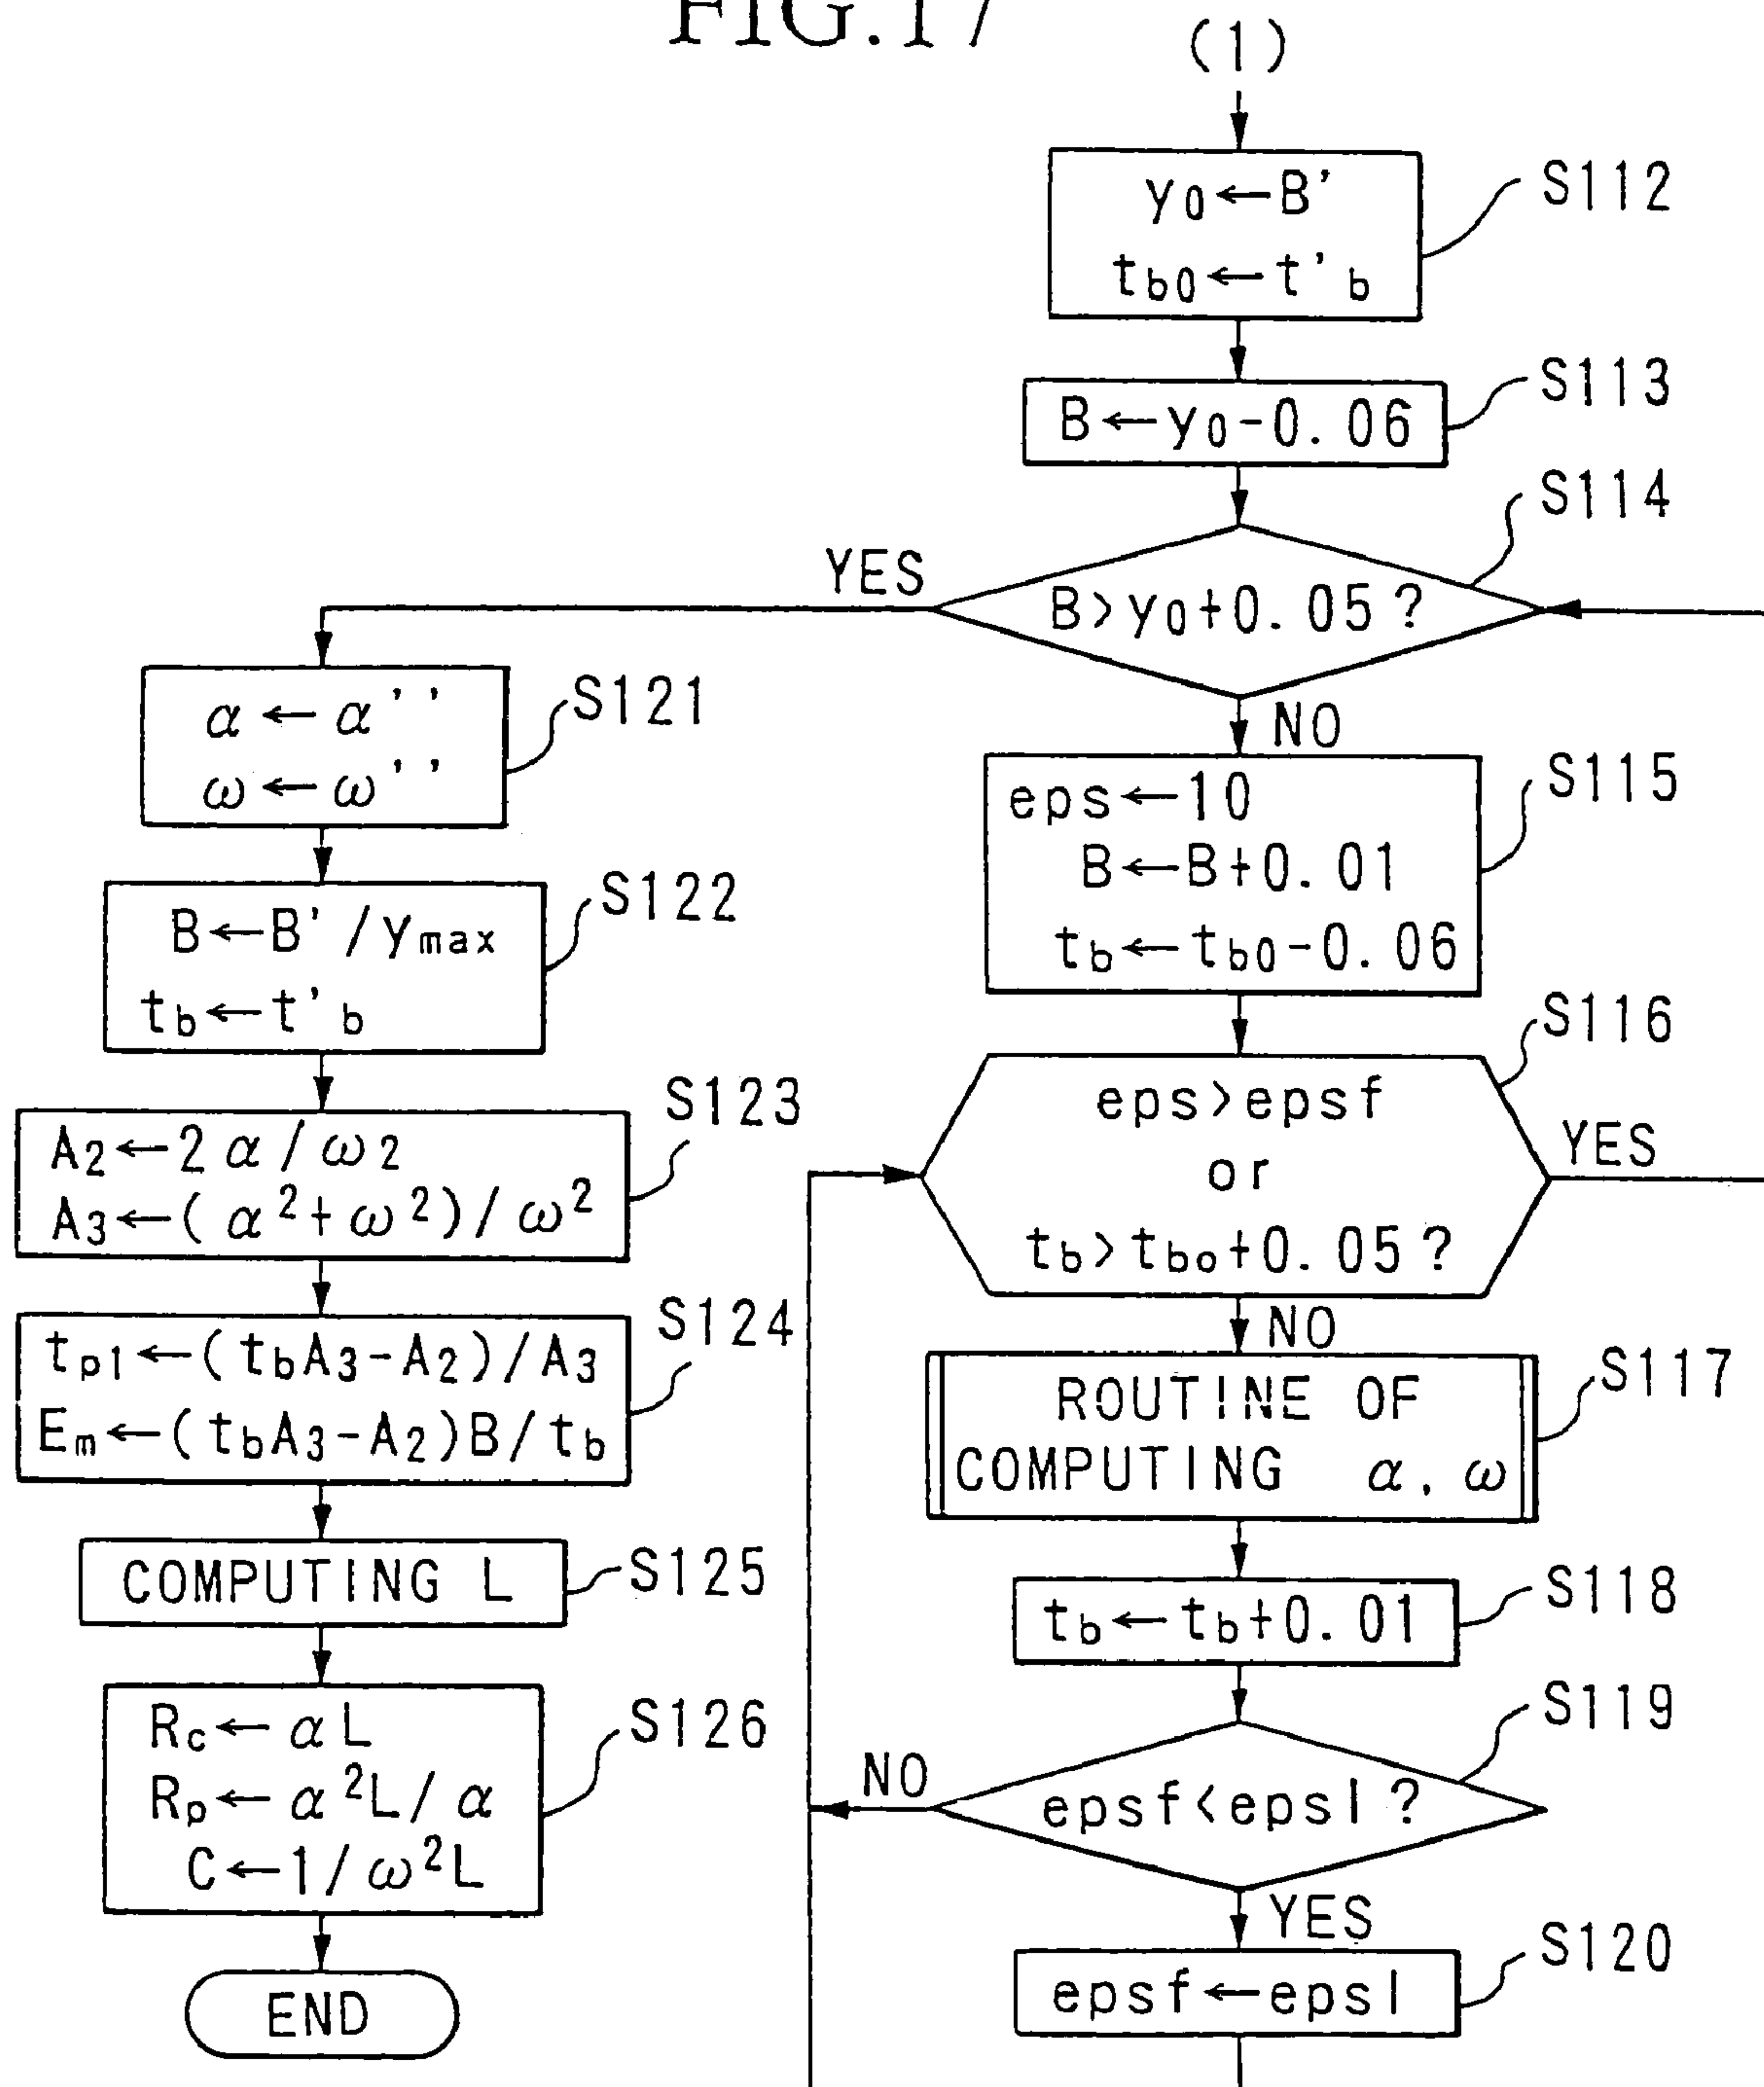 FIG.17
(1)
y0←B'
tb0←t'b
S112
B←y0-0.06
S113
B>y0+0.05?
S114
YES
NO
eps←10
B←B+0.01
tb←tb0-0.06
S115
eps>epsf
or
tb>tbo+0.05?
S116
YES
NO
ROUTINE OF
COMPUTING α, ω
S117
tb←tb+0.01
S118
epsf<epsl?
S119
NO
YES
epsf←epsl
S120
α←α''
ω←ω''
S121
B←B'/ymax
tb←t'b
S122
A2←2α/ω2
A3←(α²+ω²)/ω²
S123
tp1←(tbA3-A2)/A3
Em←(tbA3-A2)B/tb
S124
COMPUTING L
S125
Rc←αL
Rp←α²L/α
C←1/ω²L
S126
END